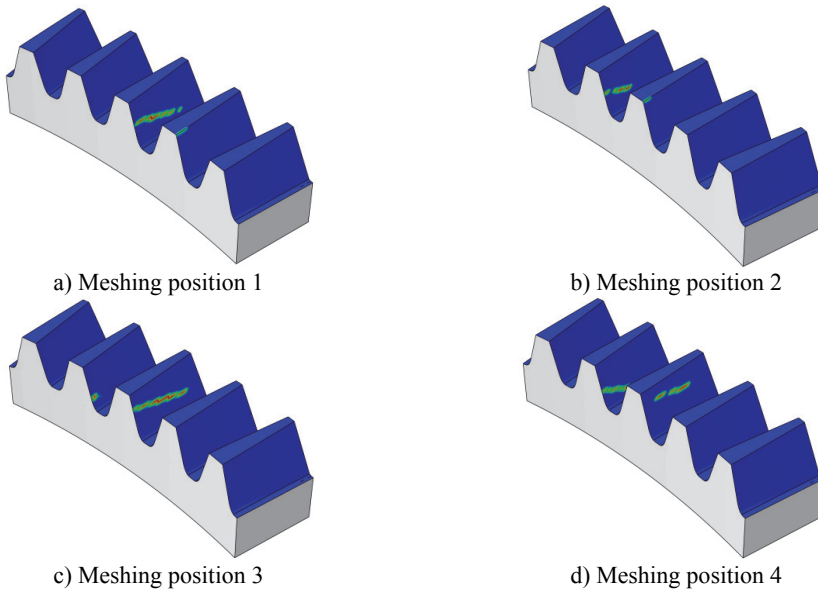 a) Meshing position 1
b) Meshing position 2
c) Meshing position 3
d) Meshing position 4